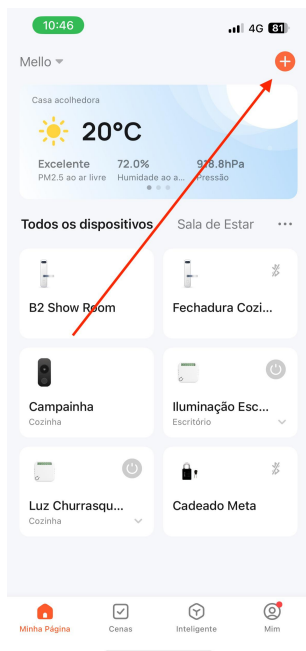 10:46
4G 81
Mello
Casa acolhedora
20°C
Excelente 72.0% 918.8hPa
PM2.5 ao ar livre Humidade ao a... Pressão
Todos os dispositivos Sala de Estar ...
B2 Show Room
Fechadura Cozi...
Campainha
Cozinha
Iluminação Esc...
Escritório
Luz Churrasqu...
Cozinha
Cadeado Meta
Minha Página Cenas Inteligente Mim